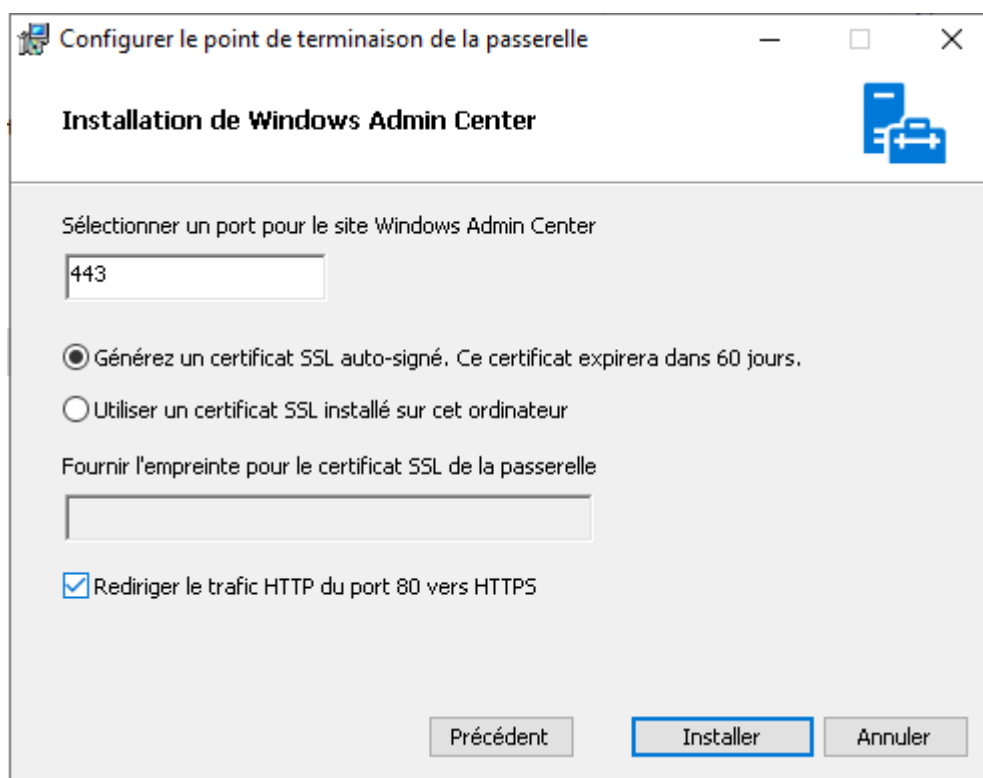 Configurer le point de terminaison de la passerelle
Installation de Windows Admin Center
Sélectionner un port pour le site Windows Admin Center
443
Générez un certificat SSL auto-signé. Ce certificat expirera dans 60 jours.
Utiliser un certificat SSL installé sur cet ordinateur
Fournir l'empreinte pour le certificat SSL de la passerelle
Rediriger le trafic HTTP du port 80 vers HTTPS
Précédent
Installer
Annuler